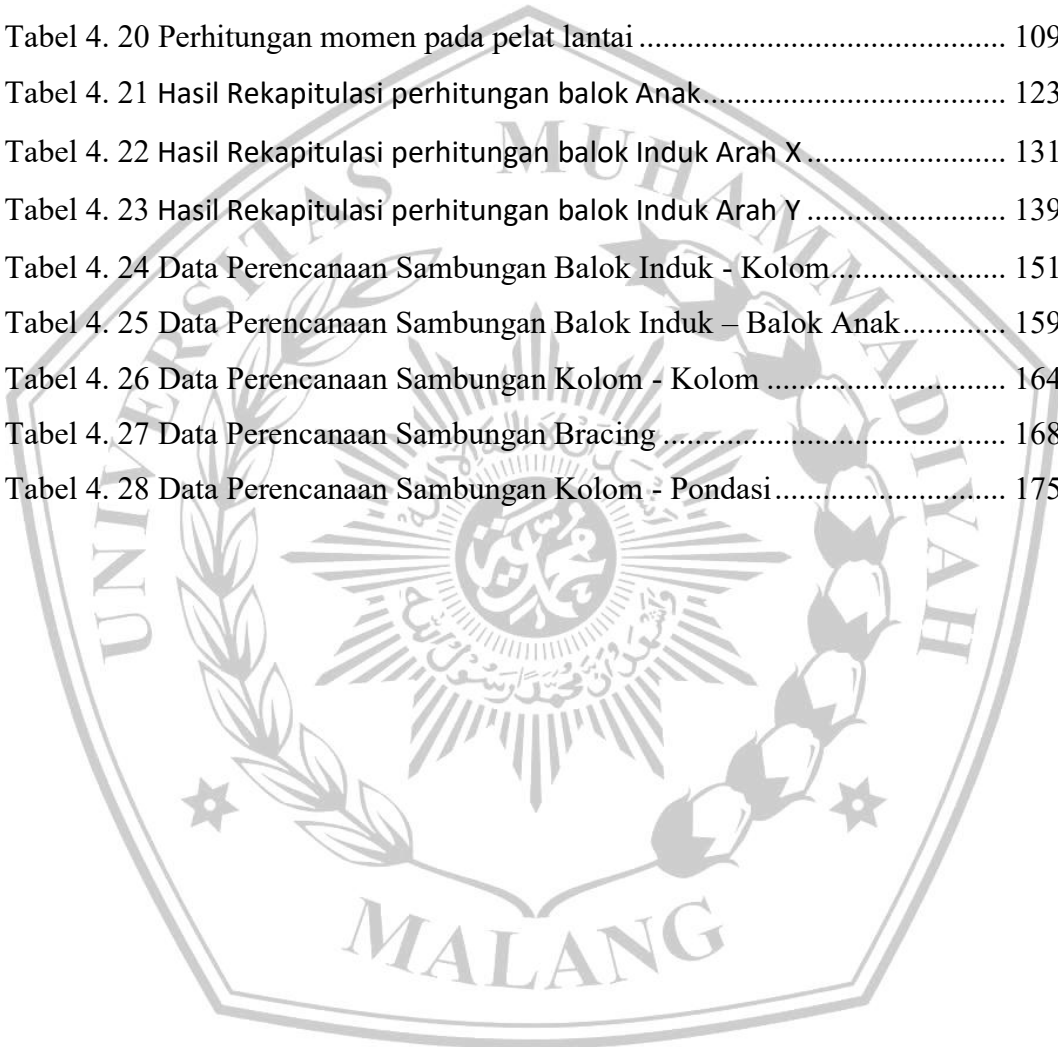 Tabel 4. 20 Perhitungan momen pada pelat lantai ............................................. 109
Tabel 4. 21 Hasil Rekapitulasi perhitungan balok Anak...................................... 123
Tabel 4. 22 Hasil Rekapitulasi perhitungan balok Induk Arah X ......................... 131
Tabel 4. 23 Hasil Rekapitulasi perhitungan balok Induk Arah Y ......................... 139
Tabel 4. 24 Data Perencanaan Sambungan Balok Induk - Kolom...................... 151
Tabel 4. 25 Data Perencanaan Sambungan Balok Induk – Balok Anak............. 159
Tabel 4. 26 Data Perencanaan Sambungan Kolom - Kolom .............................. 164
Tabel 4. 27 Data Perencanaan Sambungan Bracing ........................................... 168
Tabel 4. 28 Data Perencanaan Sambungan Kolom - Pondasi............................. 175
UNIVERSITAS MUHAMMADIYAH
MALANG